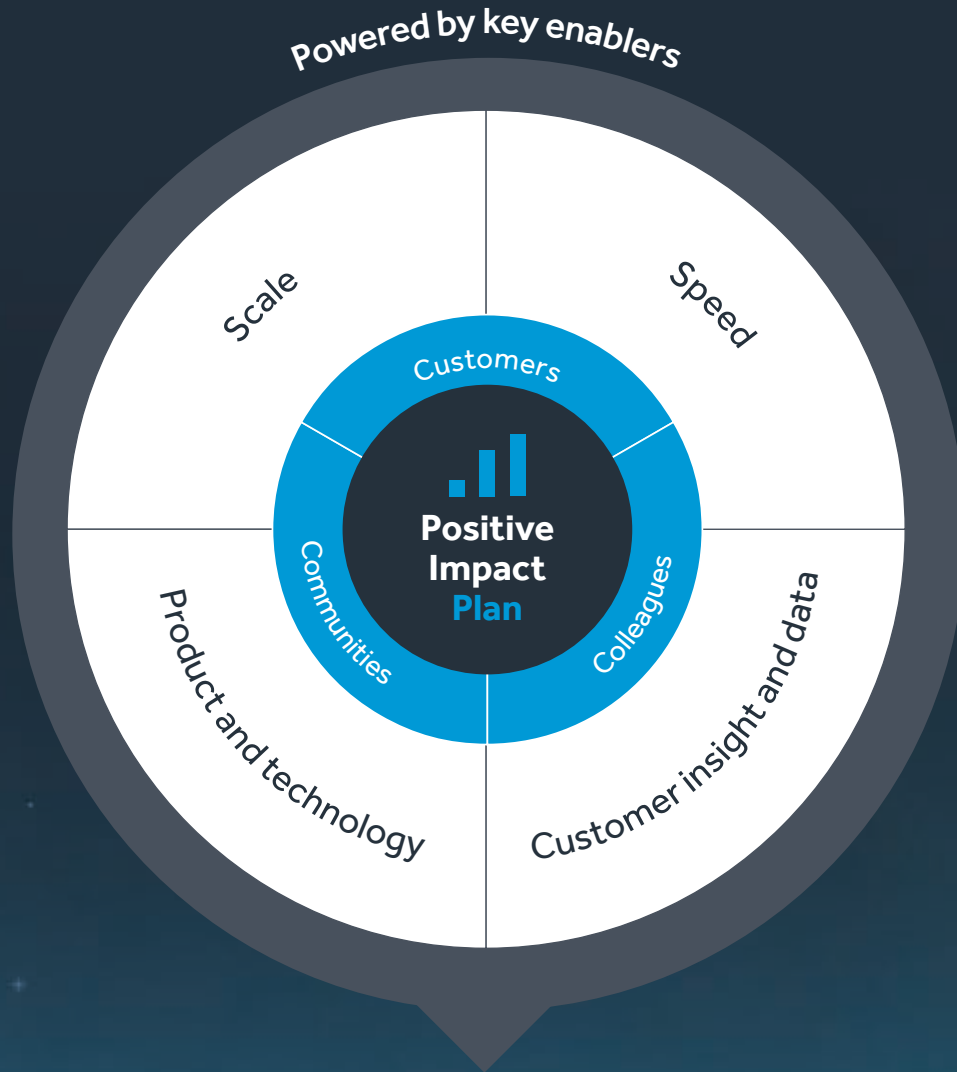 Powered by key enablers
Scale
Speed
Customers
Positive
Impact
Plan
Communities
Colleagues
Product and technology
Customer insight and data